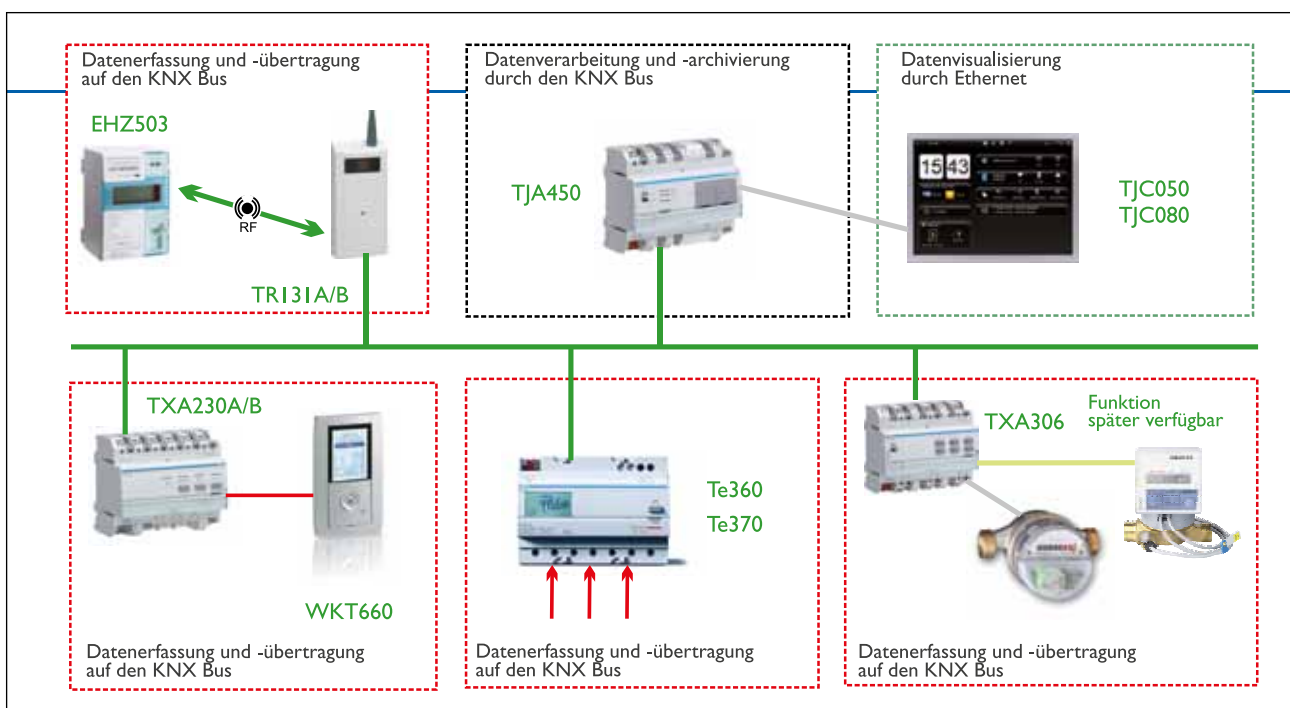 Datenerfassung und -übertragung
auf den KNX Bus
EHZ503
RF
TR131A/B
Datenverarbeitung und -archivierung
durch den KNX Bus
TJA450
Datenvisualisierung
durch Ethernet
15 43
TJC050
TJC080
TXA230A/B
WKT660
Datenerfassung und -übertragung
auf den KNX Bus
Te360
Te370
Datenerfassung und -übertragung
auf den KNX Bus
TXA306
Funktion
später verfügbar
Datenerfassung und -übertragung
auf den KNX Bus